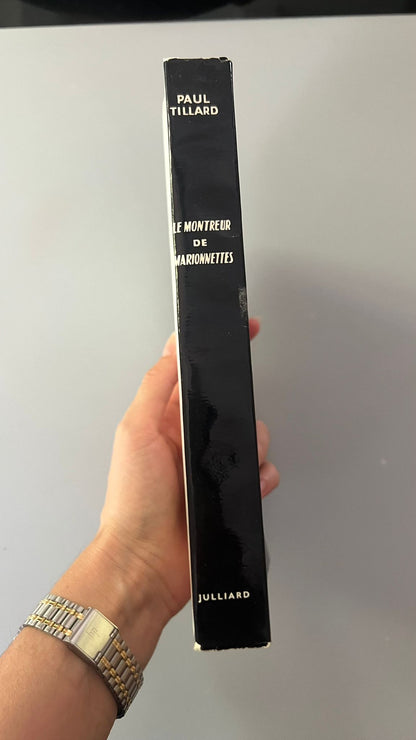 PAUL
TILLARD
LE MONTREUR
DE
MARIONNETTES
JULLIARD